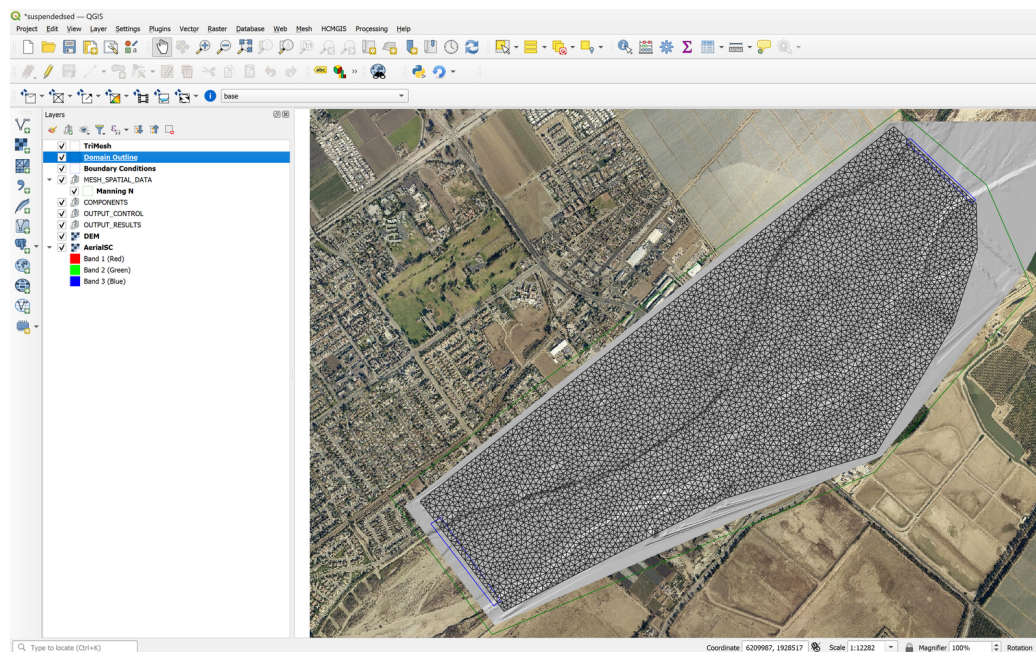 *suspendedsed — QGIS
Project Edit View Layer Settings Plugins Vector Raster Database Web Mesh HCMGIS Processing Help
abc »
base
Layers
TriMesh
Domain Outline
Boundary Conditions
MESH_SPATIAL_DATA
Manning N
COMPONENTS
OUTPUT_CONTROL
OUTPUT_RESULTS
DEM
AerialSC
Band 1 (Red)
Band 2 (Green)
Band 3 (Blue)
Type to locate (Ctrl+K)
Coordinate 6209987, 1928517 Scale 1:12282 Magnifier 100% Rotation